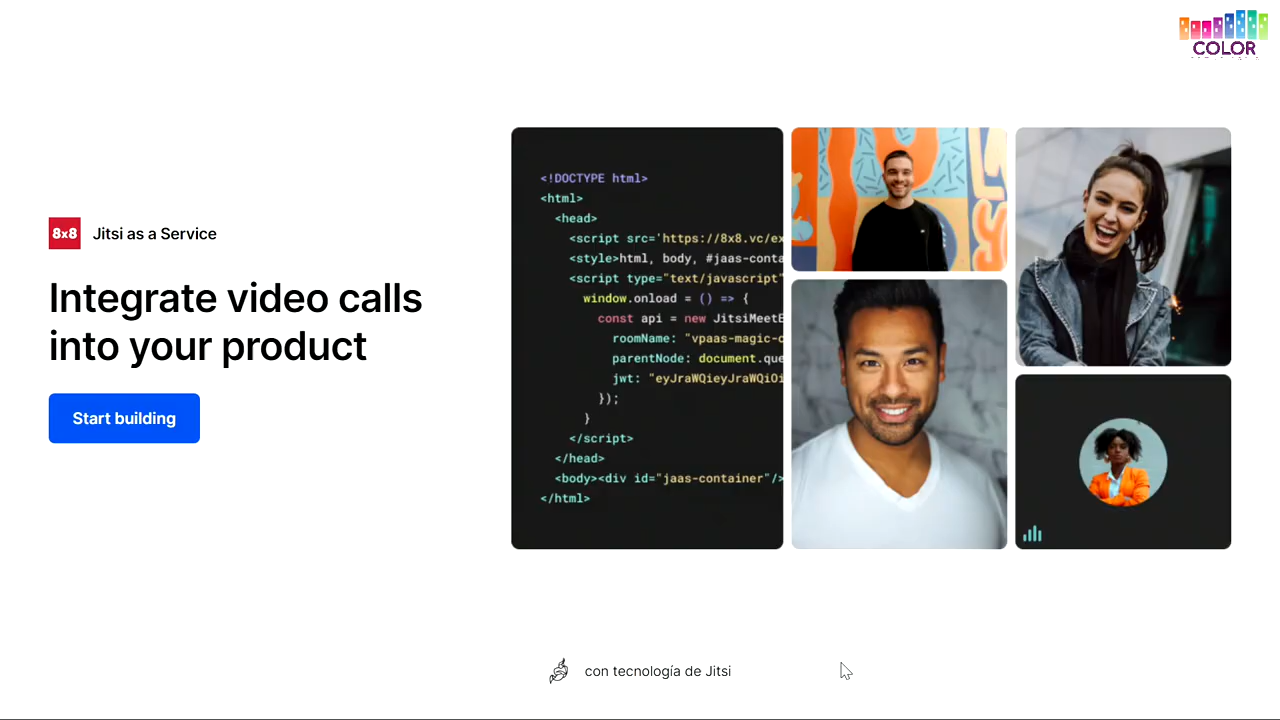 COLOR
8x8 Jitsi as a Service
Integrate video calls
into your product
Start building
<!DOCTYPE html>
<html>
<head>
<script src='https://8x8.vc/ex
<style>html, body, #jaas-conta
<script type="text/javascript"
window.onload = () => {
const api = new JitsiMeetE
roomName: "vpaas-magic-c
parentNode: document.que
jwt: "eyJraWQieyJraWQiOi
});
}
</script>
</head>
<body><div id="jaas-container"/>
</html>
con tecnología de Jitsi